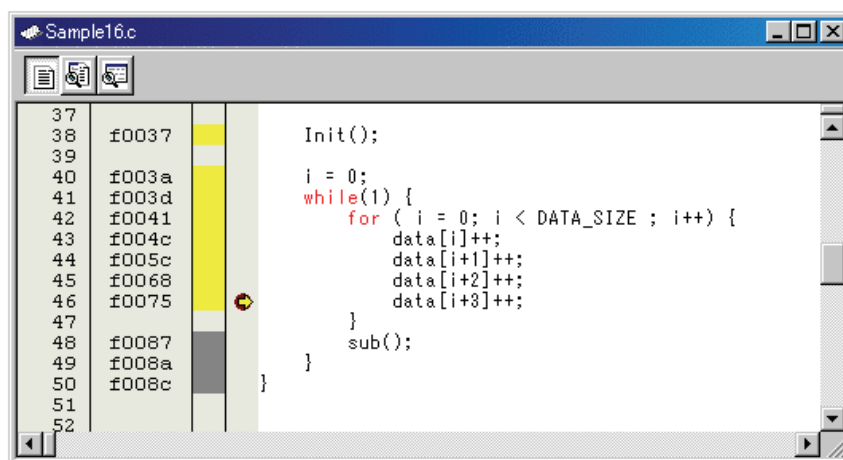 Sample16.c
37
38 f0037 Init();
39
40 f003a i = 0;
41 f003d while(1) {
42 f0041 for ( i = 0; i < DATA_SIZE ; i++) {
43 f004c data[i]++;
44 f005c data[i+1]++;
45 f0068 data[i+2]++;
46 f0075 data[i+3]++;
47 }
48 f0087 sub();
49 f008a }
50 f008c }
51
52